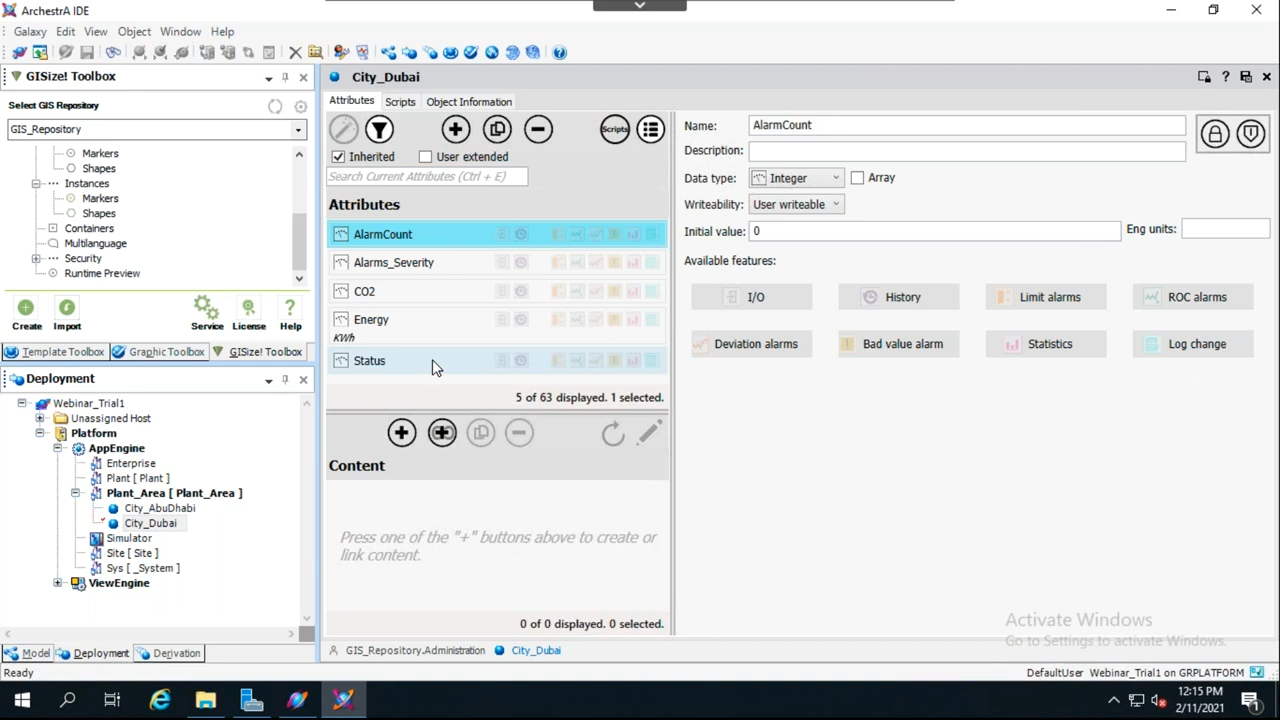 ArchestrA IDE
Galaxy Edit View Object Window Help
GISize! Toolbox
Select GIS Repository
GIS_Repository
Markers
Shapes
Instances
Markers
Shapes
Containers
Multilanguage
Security
Runtime Preview
Create Import Service License Help
Template Toolbox Graphic Toolbox GISize! Toolbox
Deployment
Webinar_Trial1
Unassigned Host
Platform
AppEngine
Enterprise
Plant [ Plant ]
Plant_Area [ Plant_Area ]
City_AbuDhabi
City_Dubai
Simulator
Site [ Site ]
Sys [ _System ]
ViewEngine
Model Deployment Derivation
Ready
City_Dubai
Attributes Scripts Object Information
Scripts
Inherited User extended
Search Current Attributes (Ctrl + E)
Attributes
AlarmCount
Alarms_Severity
CO2
Energy
KWh
Status
5 of 63 displayed. 1 selected.
Content
Press one of the "+" buttons above to create or
link content.
0 of 0 displayed. 0 selected.
Name: AlarmCount
Description:
Data type: Integer Array
Writeability: User writeable
Initial value: 0 Eng units:
Available features:
I/O History Limit alarms ROC alarms
Deviation alarms Bad value alarm Statistics Log change
Activate Windows
Go to Settings to activate Windows.
GIS_Repository.Administration City_Dubai
DefaultUser Webinar_Trial1 on GRPLATFORM
12:15 PM
2/11/2021
1